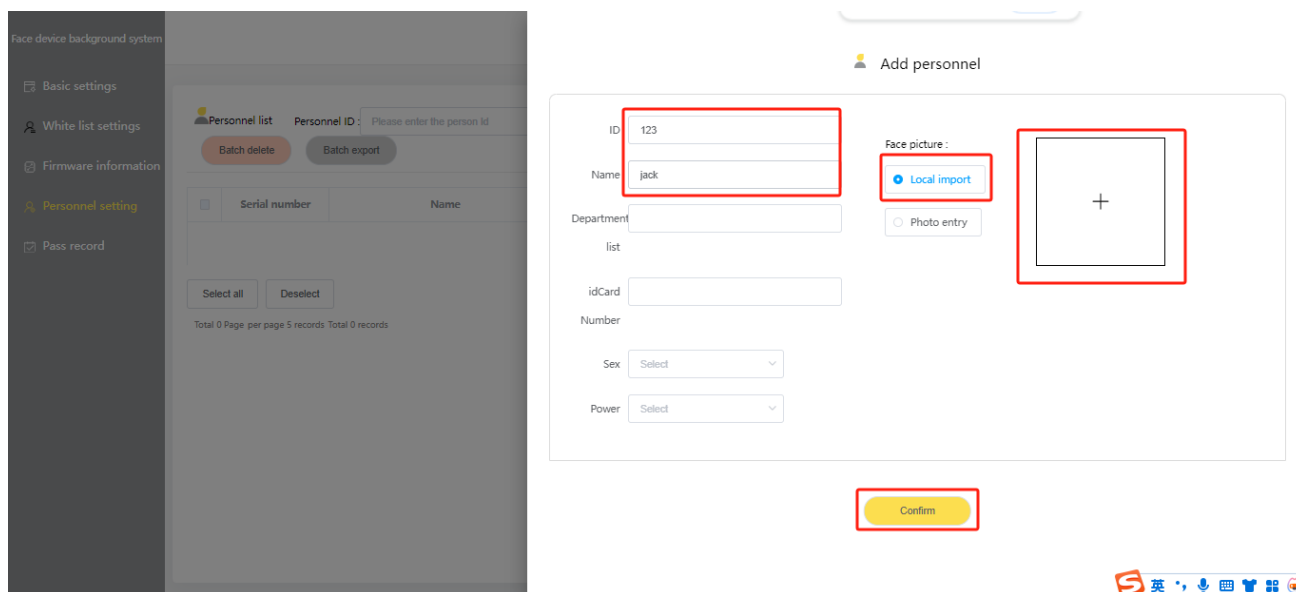 Face device background system
Basic settings
White list settings
Firmware information
Personnel setting
Pass record
Personnel list Personnel ID : Please enter the person Id
Batch delete Batch export
Serial number Name
Select all Deselect
Total 0 Page per page 5 records Total 0 records
Add personnel
ID 123
Name jack
Department
list
idCard
Number
Sex Select
Power Select
Face picture :
Local import
Photo entry
Confirm
英